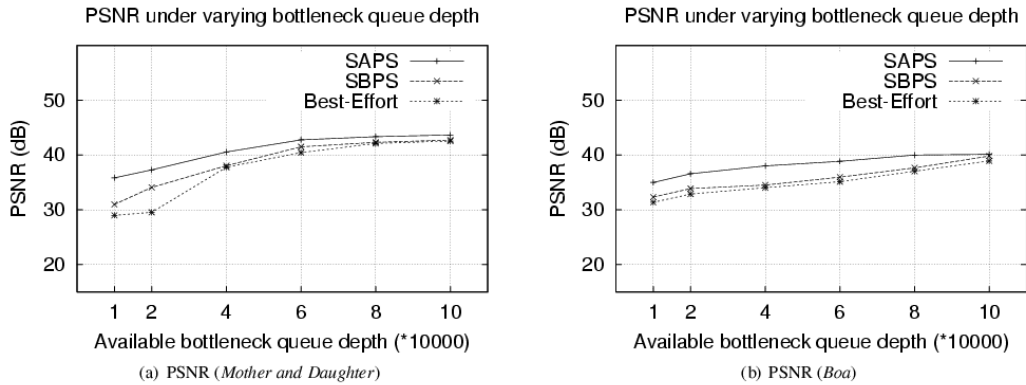 PSNR under varying bottleneck queue depth
SAPS
SBPS
Best-Effort
PSNR (dB)
50
40
30
20
1 2 4 6 8 10
Available bottleneck queue depth (*10000)
(a) PSNR (Mother and Daughter)
PSNR under varying bottleneck queue depth
SAPS
SBPS
Best-Effort
PSNR (dB)
50
40
30
20
1 2 4 6 8 10
Available bottleneck queue depth (*10000)
(b) PSNR (Boa)